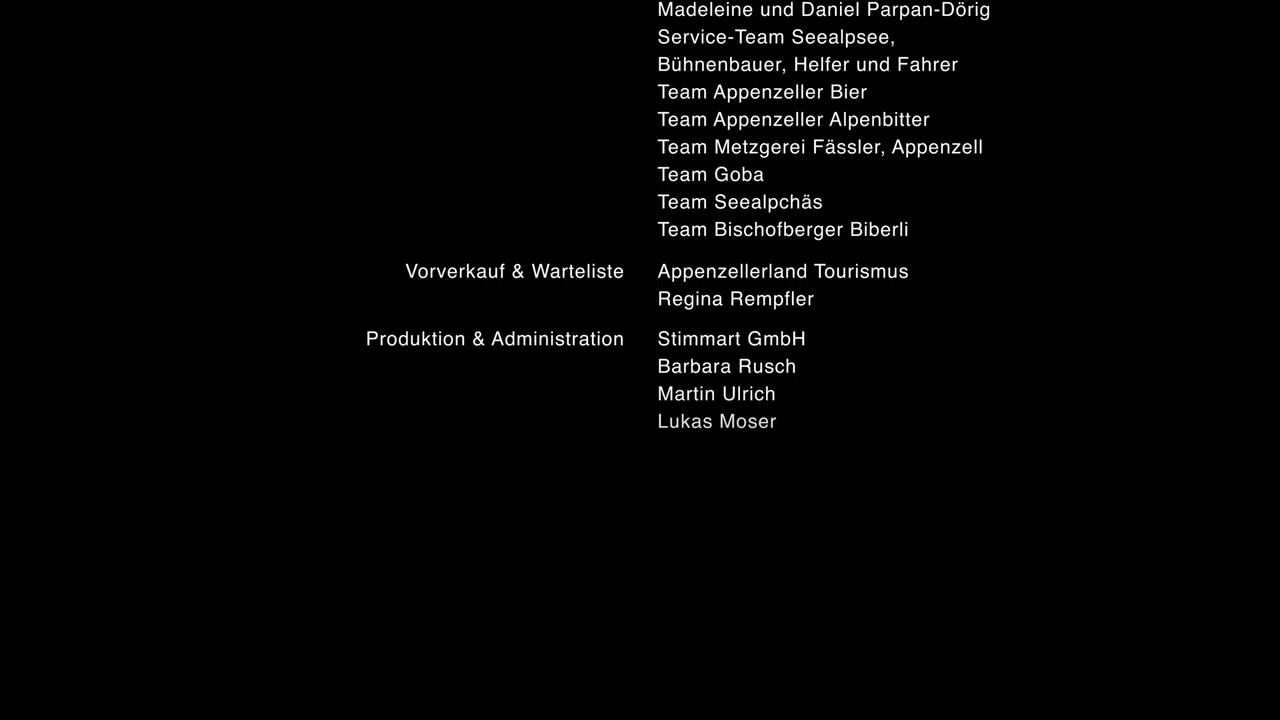 Madeleine und Daniel Parpan-Dörig
Service-Team Seealpsee,
Bühnenbauer, Helfer und Fahrer
Team Appenzeller Bier
Team Appenzeller Alpenbitter
Team Metzgerei Fässler, Appenzell
Team Goba
Team Seealpchäs
Team Bischofberger Biberli
Vorverkauf & Warteliste Appenzellerland Tourismus
Regina Rempfler
Produktion & Administration Stimmart GmbH
Barbara Rusch
Martin Ulrich
Lukas Moser